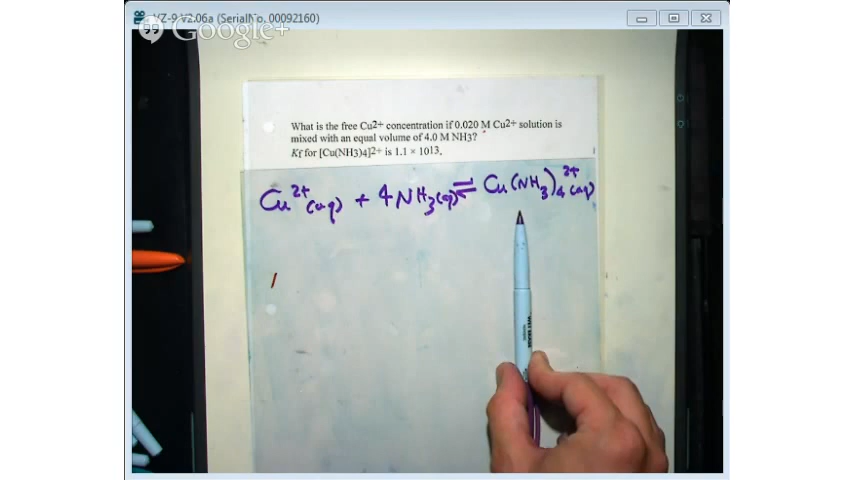 VZ-9 V2.06a (SerialNo. 00092160)
Google+
What is the free Cu2+ concentration if 0.020 M Cu2+ solution is
mixed with an equal volume of 4.0 M NH3?
Kf for [Cu(NH3)4]2+ is 1.1 × 1013.
Cu2+(aq) + 4NH3(aq) ⇌ Cu(NH3)42+(aq)